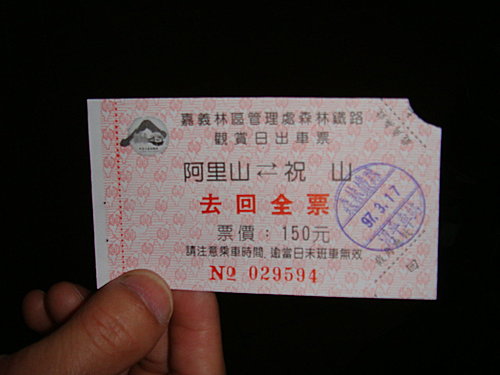 嘉義林區管理處森林鐵路
觀賞日出車票
阿里山⇄祝 山
去回全票
票價：150元
請注意乘車時間，逾當日末班車無效
No 029594
97.3.17
回